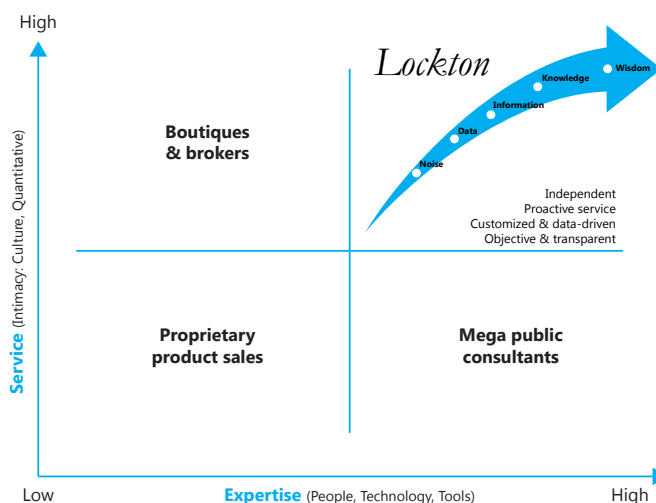 High
Lockton
Wisdom
Knowledge
Information
Data
Noise
Boutiques
& brokers
Independent
Proactive service
Customized & data-driven
Objective & transparent
Proprietary
product sales
Mega public
consultants
Service (Intimacy: Culture, Quantitative)
Low
Expertise (People, Technology, Tools)
High